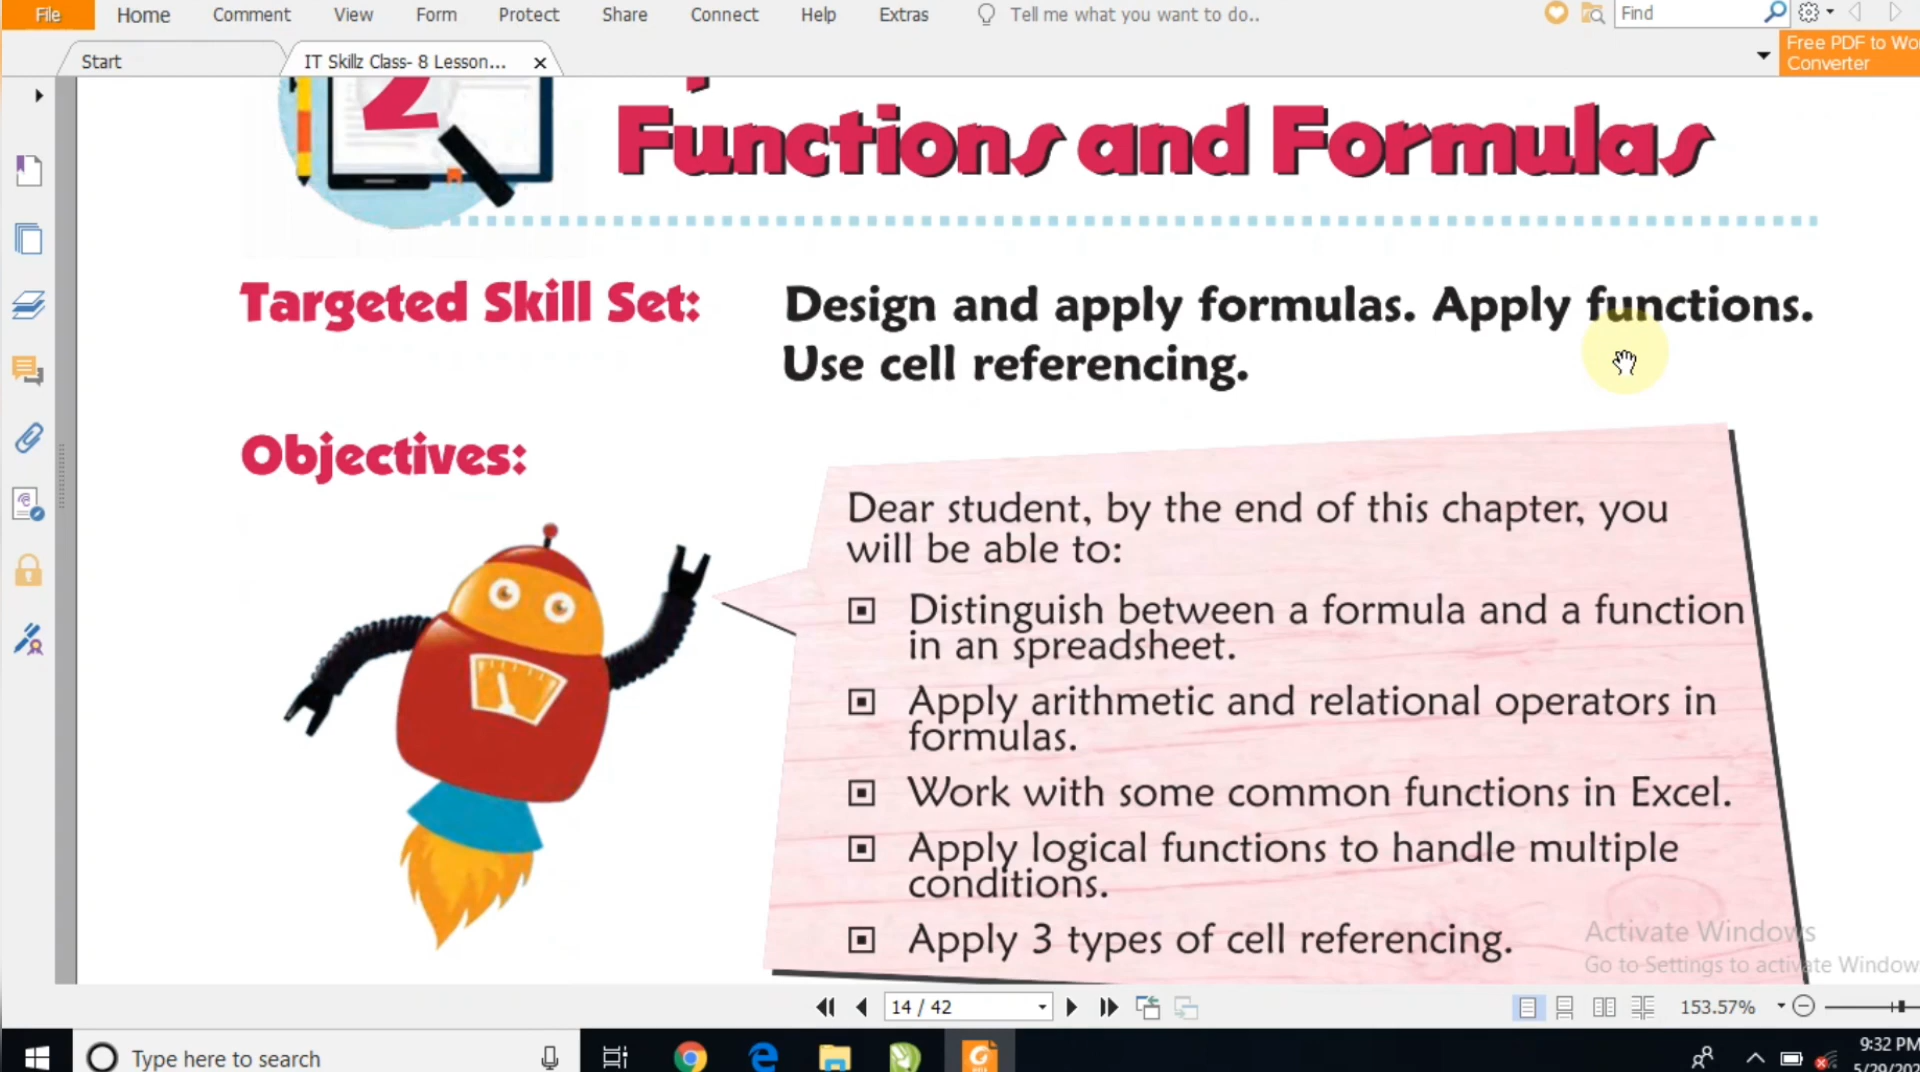 File Home Comment View Form Protect Share Connect Help Extras Tell me what you want to do.. Find
Start IT Skillz Class- 8 Lesson... Free PDF to Wo
Converter
2
Functions and Formulas
Targeted Skill Set: Design and apply formulas. Apply functions.
Use cell referencing.
Objectives:
Dear student, by the end of this chapter, you
will be able to:
Distinguish between a formula and a function
in an spreadsheet.
Apply arithmetic and relational operators in
formulas.
Work with some common functions in Excel.
Apply logical functions to handle multiple
conditions.
Apply 3 types of cell referencing.
Activate Windows
Go to Settings to activate Window
14 / 42 153.57%
Type here to search 9:32 PM